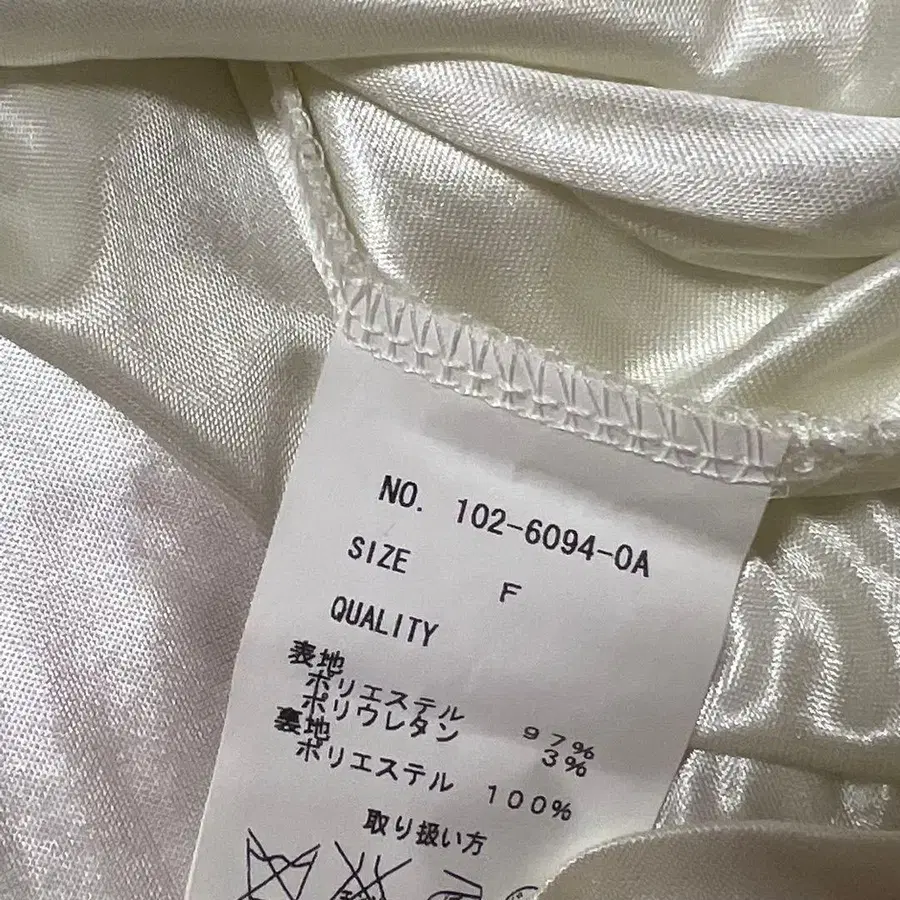 NO. 102-6094-0A
SIZE F
QUALITY
表地
ポリエステル 97%
ポリウレタン 3%
裏地
ポリエステル 100%
取り扱い方